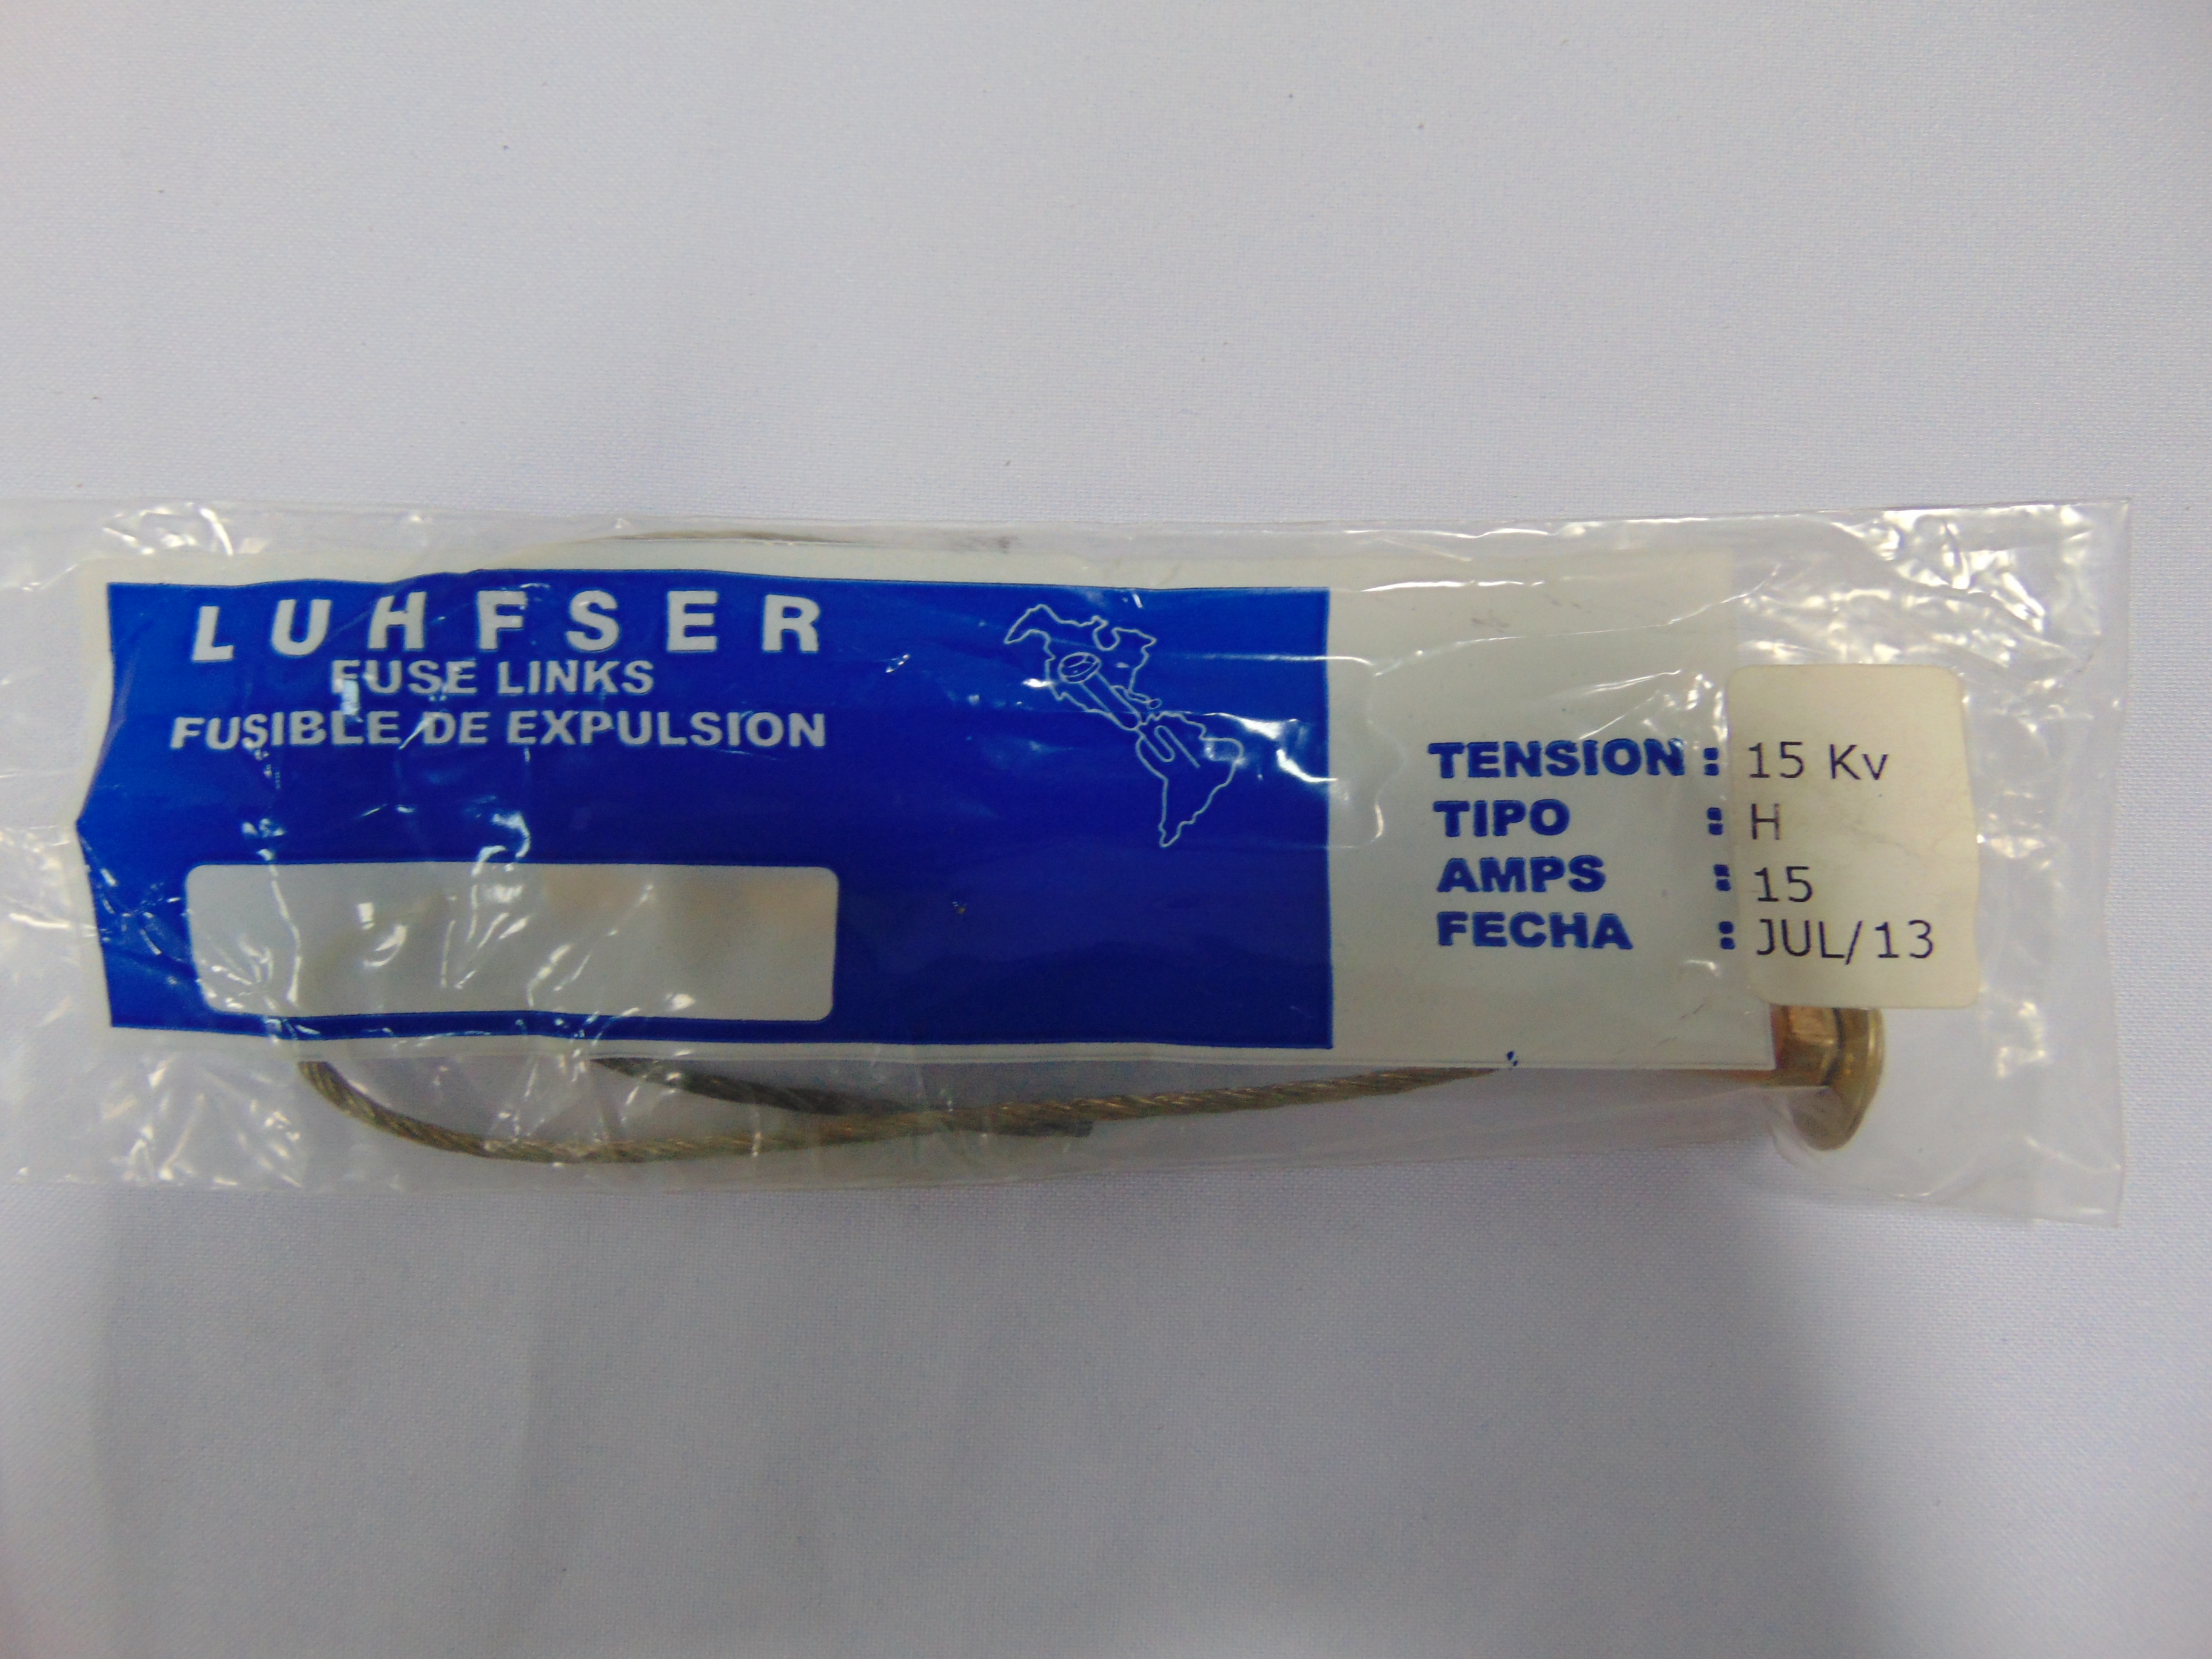 LUHFSER
FUSE LINKS
FUSIBLE DE EXPULSION
TENSION : 15 Kv
TIPO : H
AMPS : 15
FECHA : JUL/13